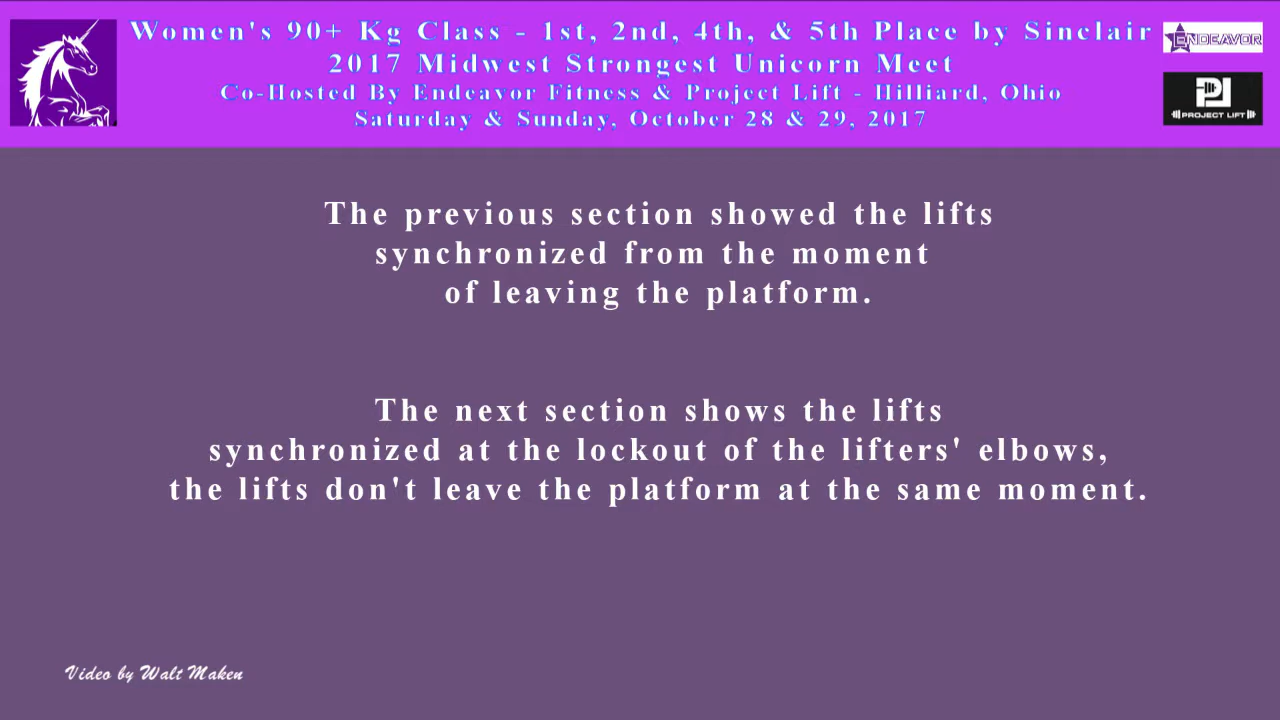 Women's 90+ Kg Class - 1st, 2nd, 4th, & 5th Place by Sinclair
2017 Midwest Strongest Unicorn Meet
Co-Hosted By Endeavor Fitness & Project Lift - Hilliard, Ohio
Saturday & Sunday, October 28 & 29, 2017
ENDEAVOR
PL
PROJECT LIFT
The previous section showed the lifts
synchronized from the moment
of leaving the platform.
The next section shows the lifts
synchronized at the lockout of the lifters' elbows,
the lifts don't leave the platform at the same moment.
Video by Walt Maken